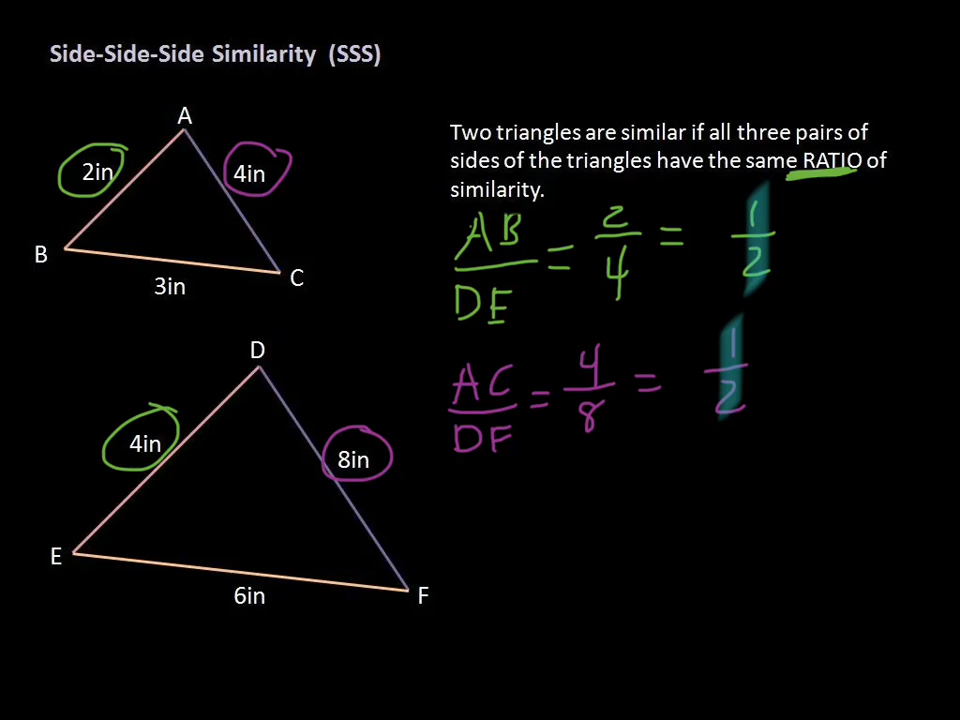 Side-Side-Side Similarity (SSS)
A
2in
4in
B
C
3in
Two triangles are similar if all three pairs of
sides of the triangles have the same RATIO of
similarity.
AB/DE = 2/4 = 1/2
AC/DF = 4/8 = 1/2
D
4in
8in
E
6in
F